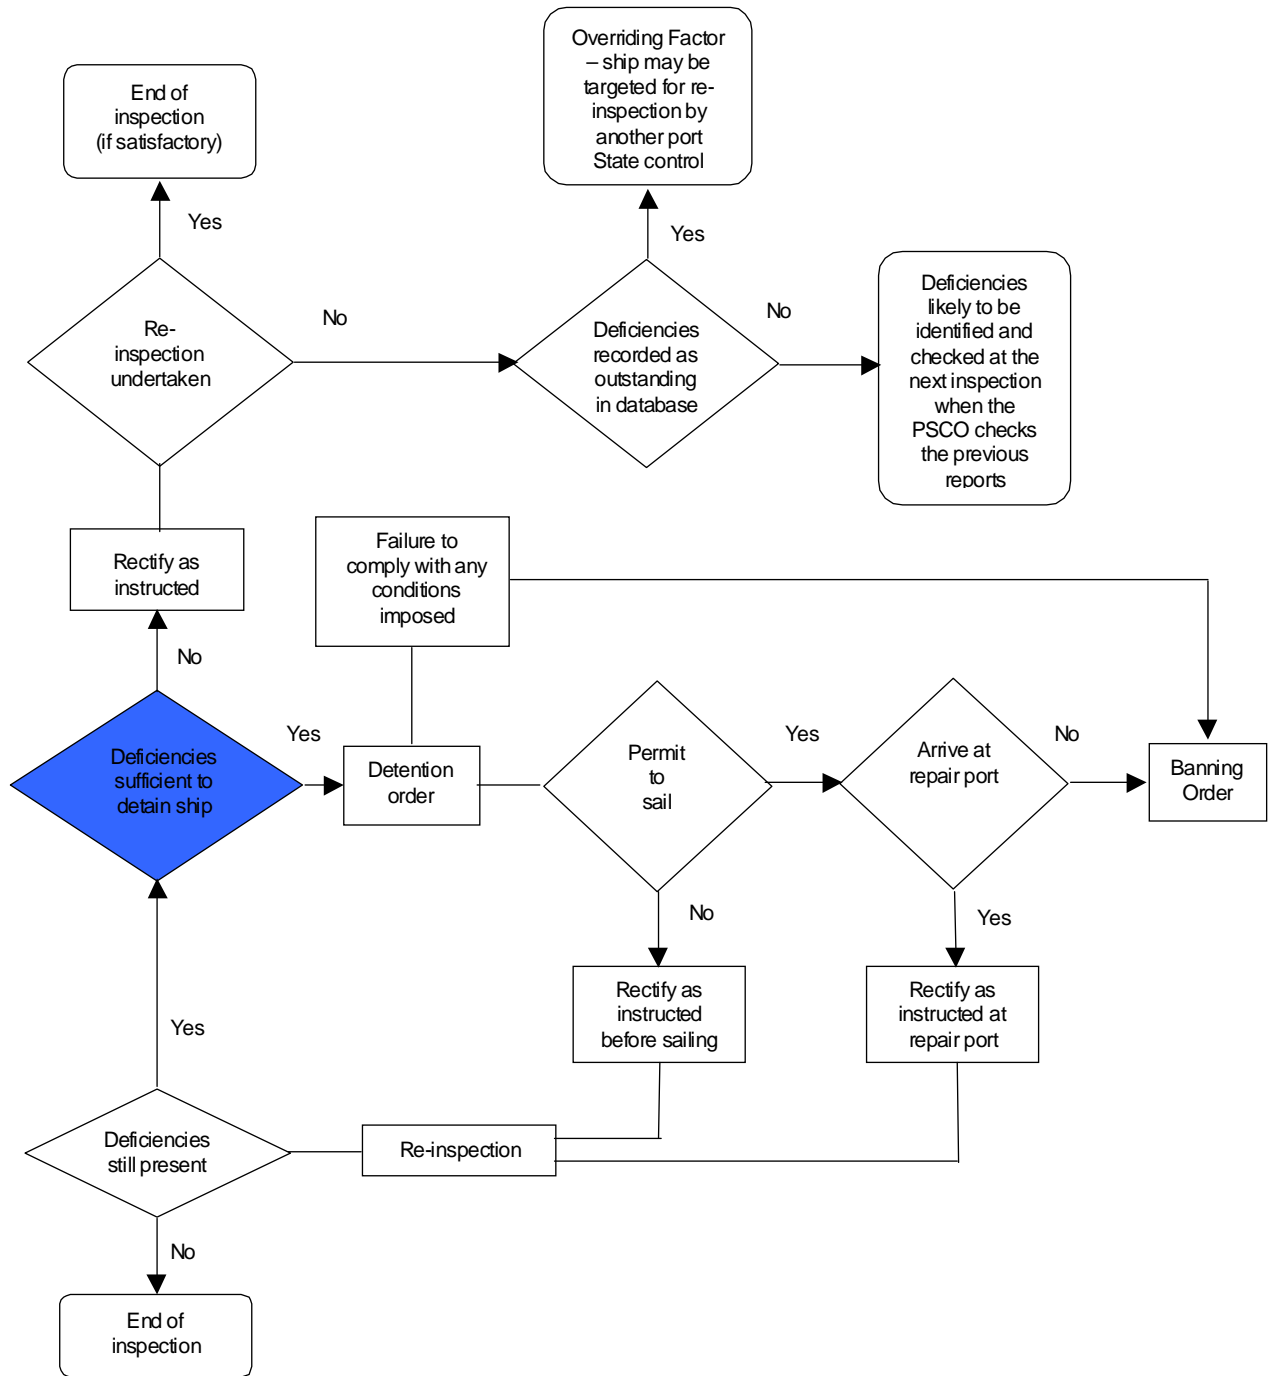 Overriding Factor
– ship may be
targeted for re-
inspection by
another port
State control
End of
inspection
(if satisfactory)
Yes
Yes
Deficiencies
likely to be
identified and
checked at the
next inspection
when the
PSCO checks
the previous
reports
Re-
inspection
undertaken
No
Deficiencies
recorded as
outstanding
in database
No
Rectify as
instructed
Failure to
comply with any
conditions
imposed
No
Deficiencies
sufficient to
detain ship
Yes
Detention
order
Permit
to
sail
Yes
Arrive at
repair port
No
Banning
Order
No
Yes
Rectify as
instructed
before sailing
Rectify as
instructed at
repair port
Yes
Deficiencies
still present
Re-inspection
No
End of
inspection